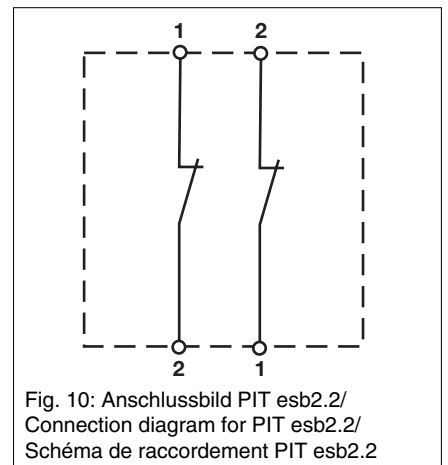 1 2
2 1
Fig. 10: Anschlussbild PIT esb2.2/
Connection diagram for PIT esb2.2/
Schéma de raccordement PIT esb2.2